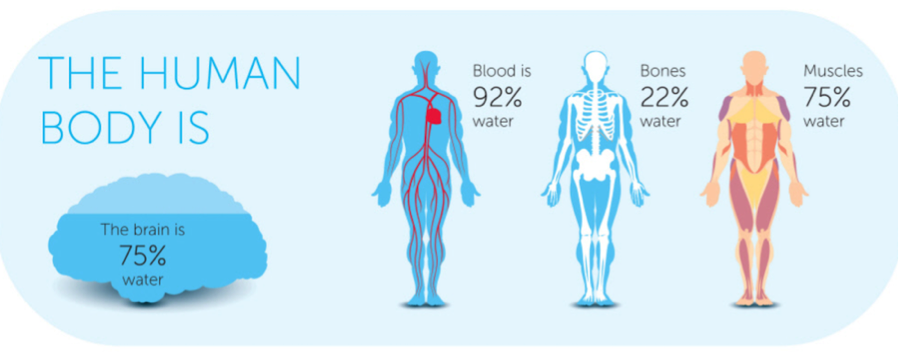 THE HUMAN
BODY IS
The brain is
75%
water
Blood is
92%
water
Bones
22%
water
Muscles
75%
water